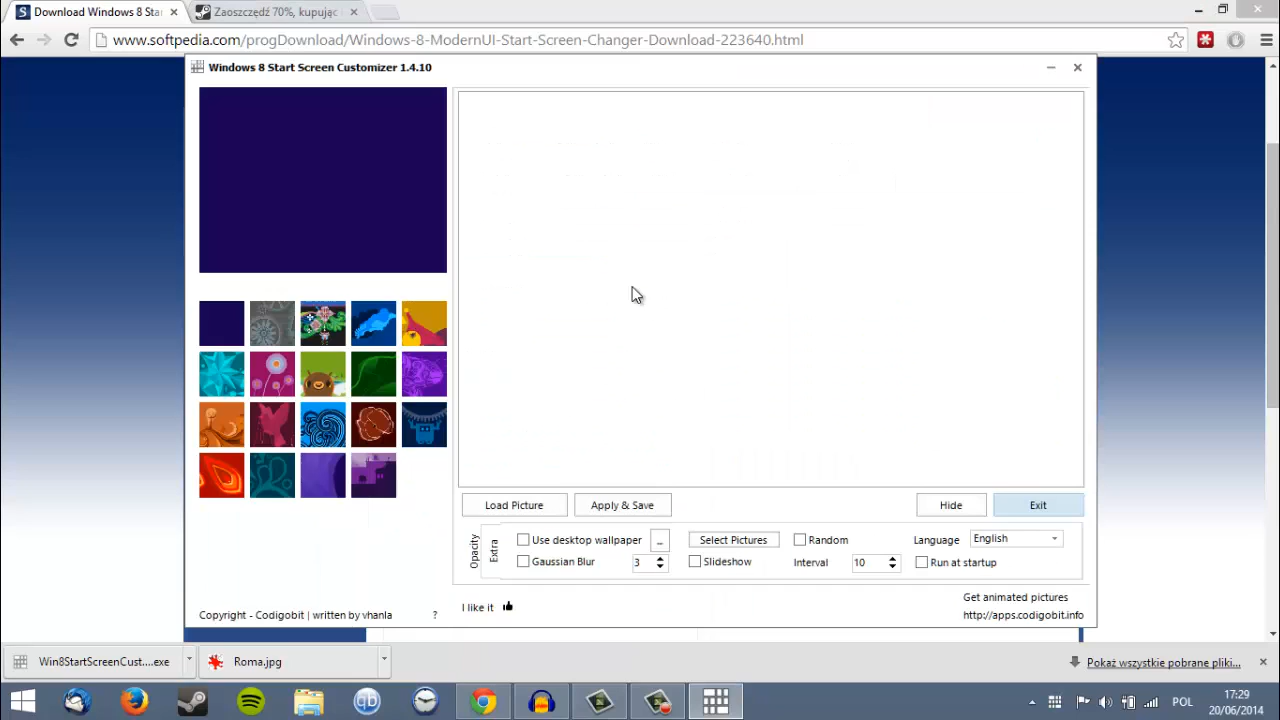 Download Windows 8 Sta
Zaoszczędź 70%, kupując
www.softpedia.com/progDownload/Windows-8-ModernUI-Start-Screen-Changer-Download-223640.html
Windows 8 Start Screen Customizer 1.4.10
Load Picture
Apply & Save
Hide
Exit
Opacity
Extra
Use desktop wallpaper
...
Select Pictures
Random
Language
English
Gaussian Blur
3
Slideshow
Interval
10
Run at startup
I like it
Get animated pictures
Copyright - Codigobit | written by vhanla
?
http://apps.codigobit.info
Win8StartScreenCust....exe
Roma.jpg
Pokaż wszystkie pobrane pliki...
POL
17:29
20/06/2014